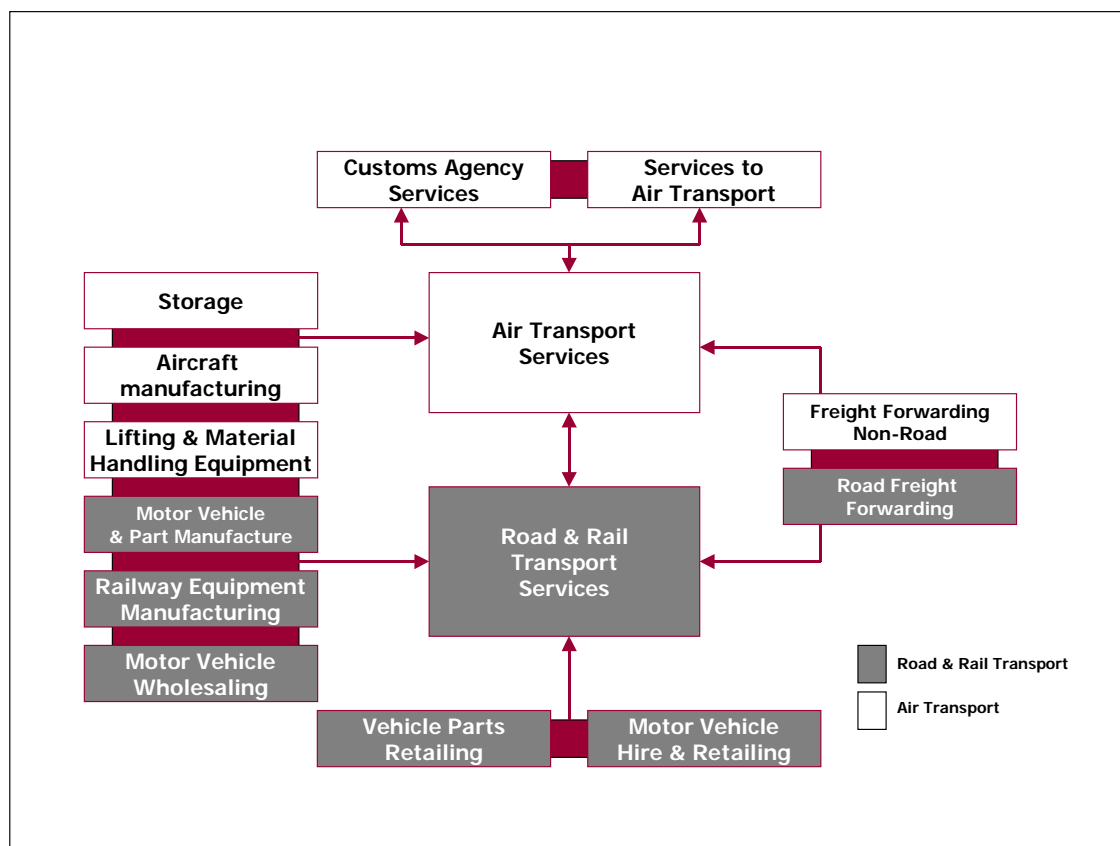 Customs Agency
Services
Services to
Air Transport
Storage
Aircraft
manufacturing
Lifting & Material
Handling Equipment
Motor Vehicle
& Part Manufacture
Railway Equipment
Manufacturing
Motor Vehicle
Wholesaling
Air Transport
Services
Road & Rail
Transport
Services
Freight Forwarding
Non-Road
Road Freight
Forwarding
Vehicle Parts
Retailing
Motor Vehicle
Hire & Retailing
Road & Rail Transport
Air Transport